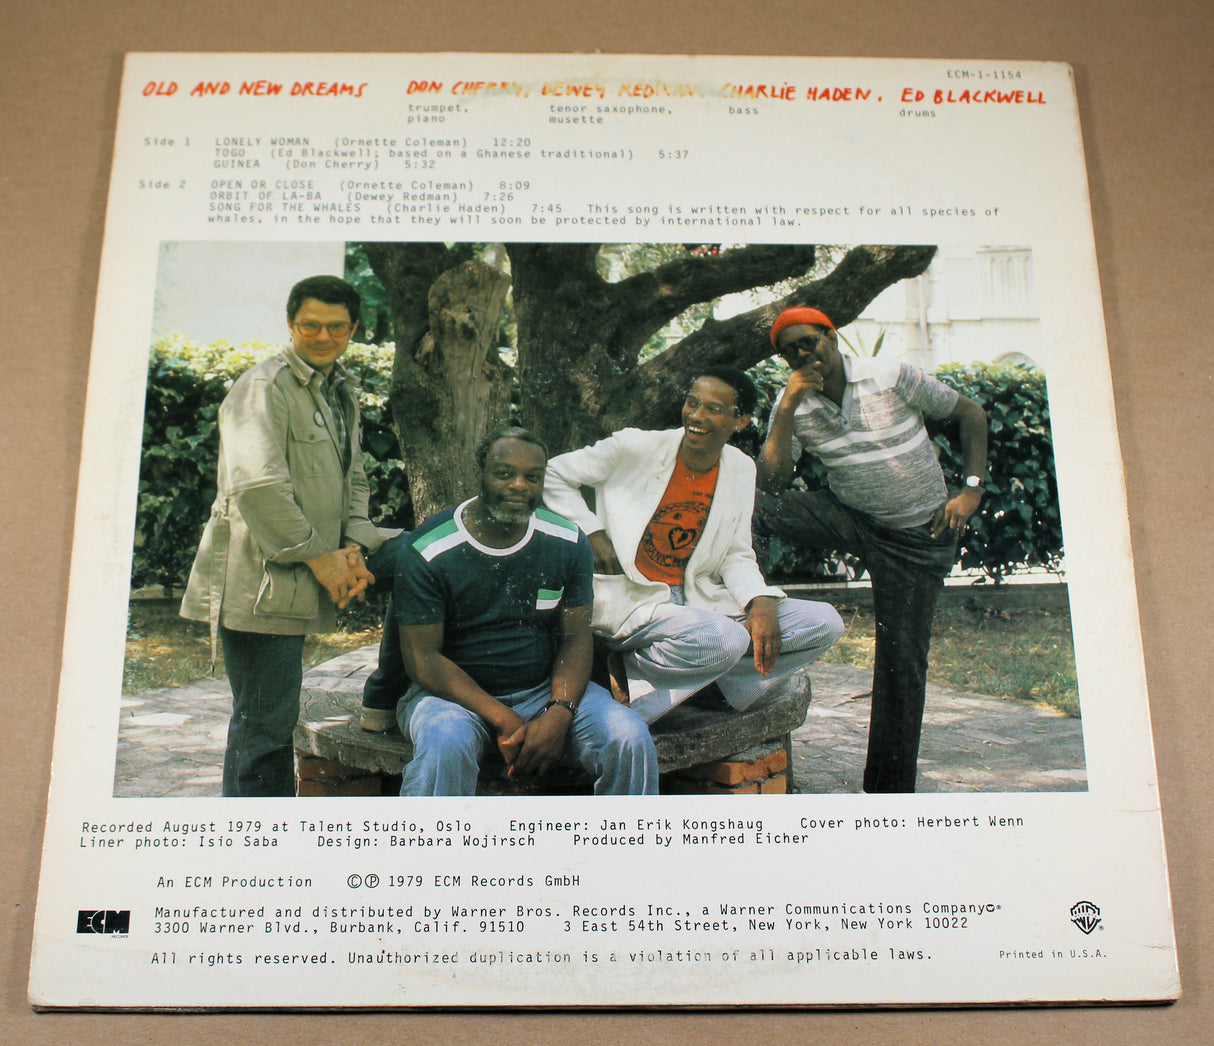 ECM-1-1154
OLD AND NEW DREAMS DON CHERRY, DEWEY REDMAN, CHARLIE HADEN, ED BLACKWELL
trumpet, tenor saxophone, bass drums
piano musette
Side 1 LONELY WOMAN (Ornette Coleman) 12:20
TOGO (Ed Blackwell; based on a Ghanese traditional) 5:37
GUINEA (Don Cherry) 5:32
Side 2 OPEN OR CLOSE (Ornette Coleman) 8:09
ORBIT OF LA-BA (Dewey Redman) 7:26
SONG FOR THE WHALES (Charlie Haden) 7:45 This song is written with respect for all species of
whales, in the hope that they will soon be protected by international law.
Recorded August 1979 at Talent Studio, Oslo Engineer: Jan Erik Kongshaug Cover photo: Herbert Wenn
Liner photo: Isio Saba Design: Barbara Wojirsch Produced by Manfred Eicher
An ECM Production ©℗ 1979 ECM Records GmbH
ECM
RECORDS
Manufactured and distributed by Warner Bros. Records Inc., a Warner Communications Company
3300 Warner Blvd., Burbank, Calif. 91510 3 East 54th Street, New York, New York 10022
All rights reserved. Unauthorized duplication is a violation of all applicable laws. Printed in U.S.A.